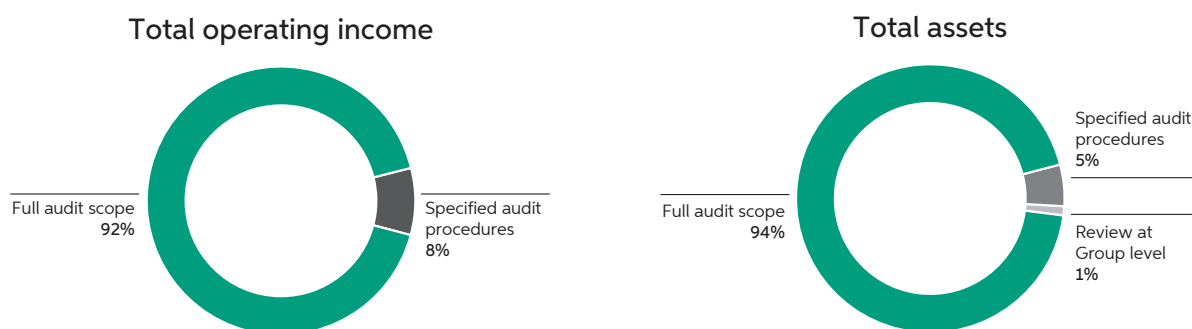 Total operating income
Full audit scope
92%
Specified audit
procedures
8%
Total assets
Full audit scope
94%
Specified audit
procedures
5%
Review at
Group level
1%